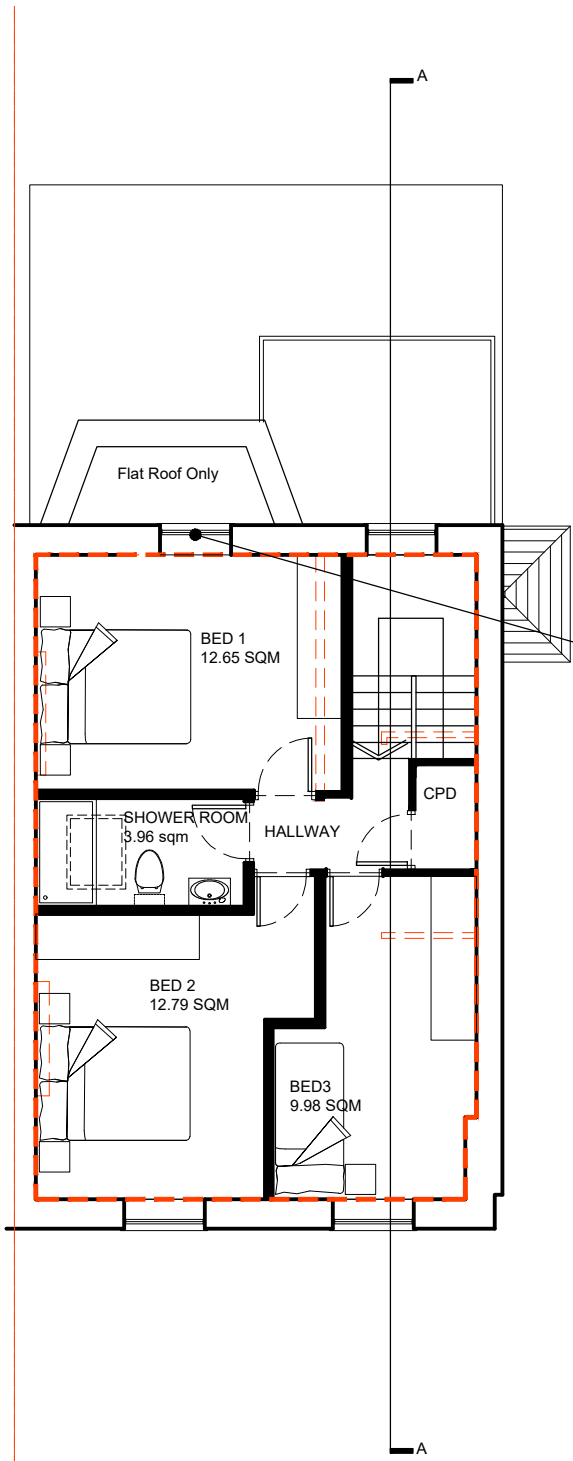 A
Flat Roof Only
BED 1
12.65 SQM
CPD
SHOWER ROOM
3.96 sqm
HALLWAY
BED 2
12.79 SQM
BED3
9.98 SQM
A